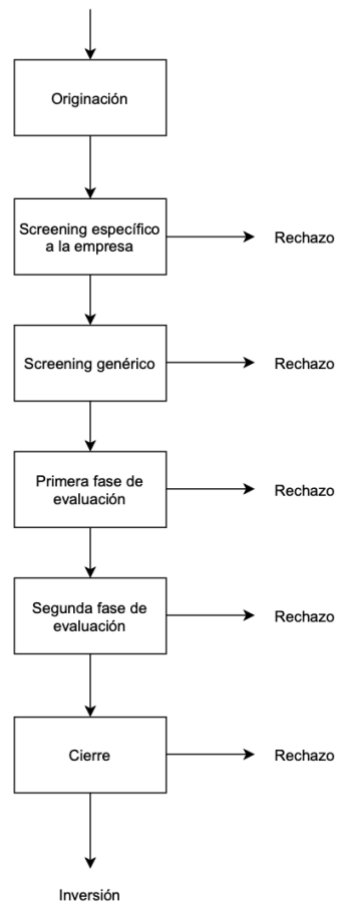 Originación
Screening específico
a la empresa
Rechazo
Screening genérico
Rechazo
Primera fase de
evaluación
Rechazo
Segunda fase de
evaluación
Rechazo
Cierre
Rechazo
Inversión